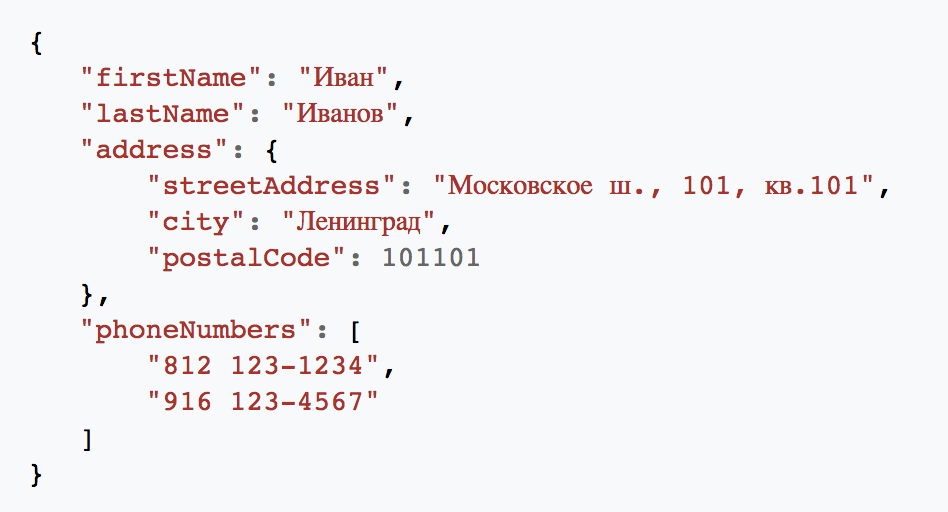 {
    "firstName": "Иван",
    "lastName": "Иванов",
    "address": {
        "streetAddress": "Московское ш., 101, кв.101",
        "city": "Ленинград",
        "postalCode": 101101
    },
    "phoneNumbers": [
        "812 123-1234",
        "916 123-4567"
    ]
}